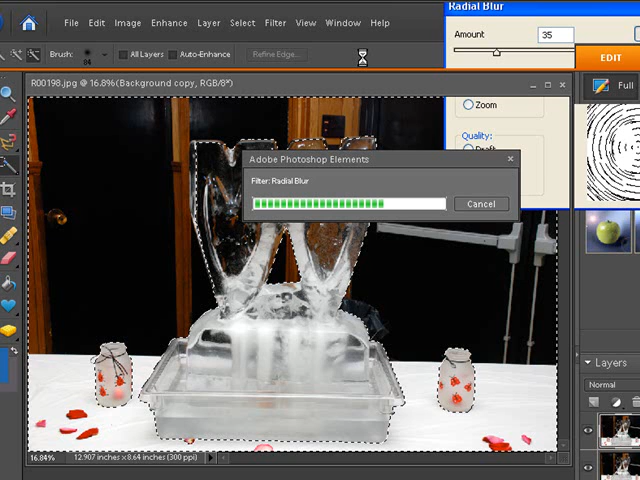 Radial Blur
File Edit Image Enhance Layer Select Filter View Window Help
Amount 35
Brush: 84 All Layers Auto-Enhance Refine Edge...
EDIT
R00198.jpg @ 16.8%(Background copy, RGB/8*)
Full
Zoom
Quality:
Draft
Adobe Photoshop Elements
Filter: Radial Blur
Cancel
Layers
Normal
16.84% 12.907 inches x 8.64 inches (300 ppi)